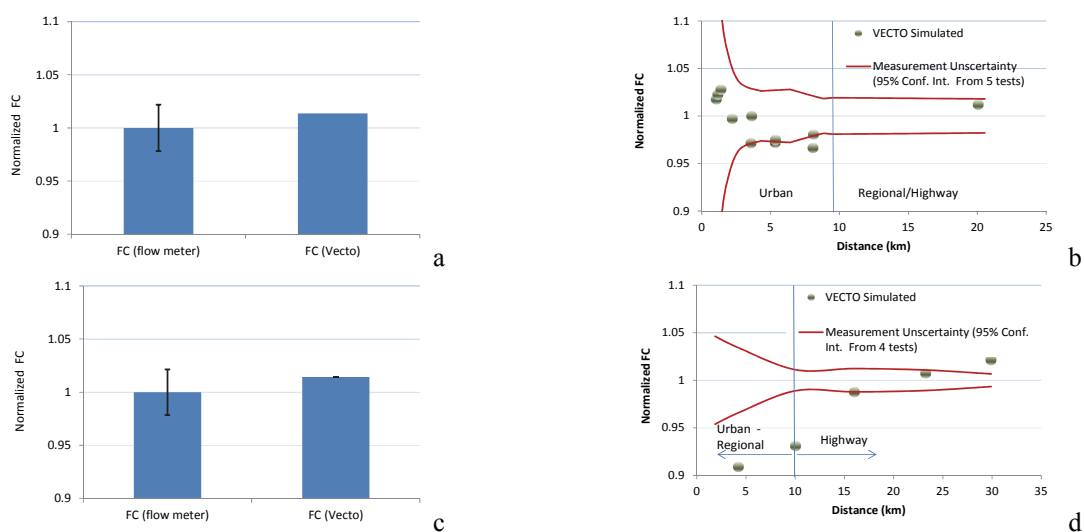 1.1
1.05
1
0.95
0.9
Normalized FC
FC (flow meter)
FC (Vecto)
a
1.1
1.05
1
0.95
0.9
Normalized FC
VECTO Simulated
Measurement Unscertainty
(95% Conf. Int. From 5 tests)
Urban
Regional/Highway
0
5
10
15
20
25
Distance (km)
b
1.1
1.05
1
0.95
0.9
Normalized FC
FC (flow meter)
FC (Vecto)
c
1.1
1.05
1
0.95
0.9
Normalized FC
VECTO Simulated
Measurement Unscertainty (95% Conf.
Int. From 4 tests)
Urban -
Regional
Highway
0
5
10
15
20
25
30
35
Distance (km)
d